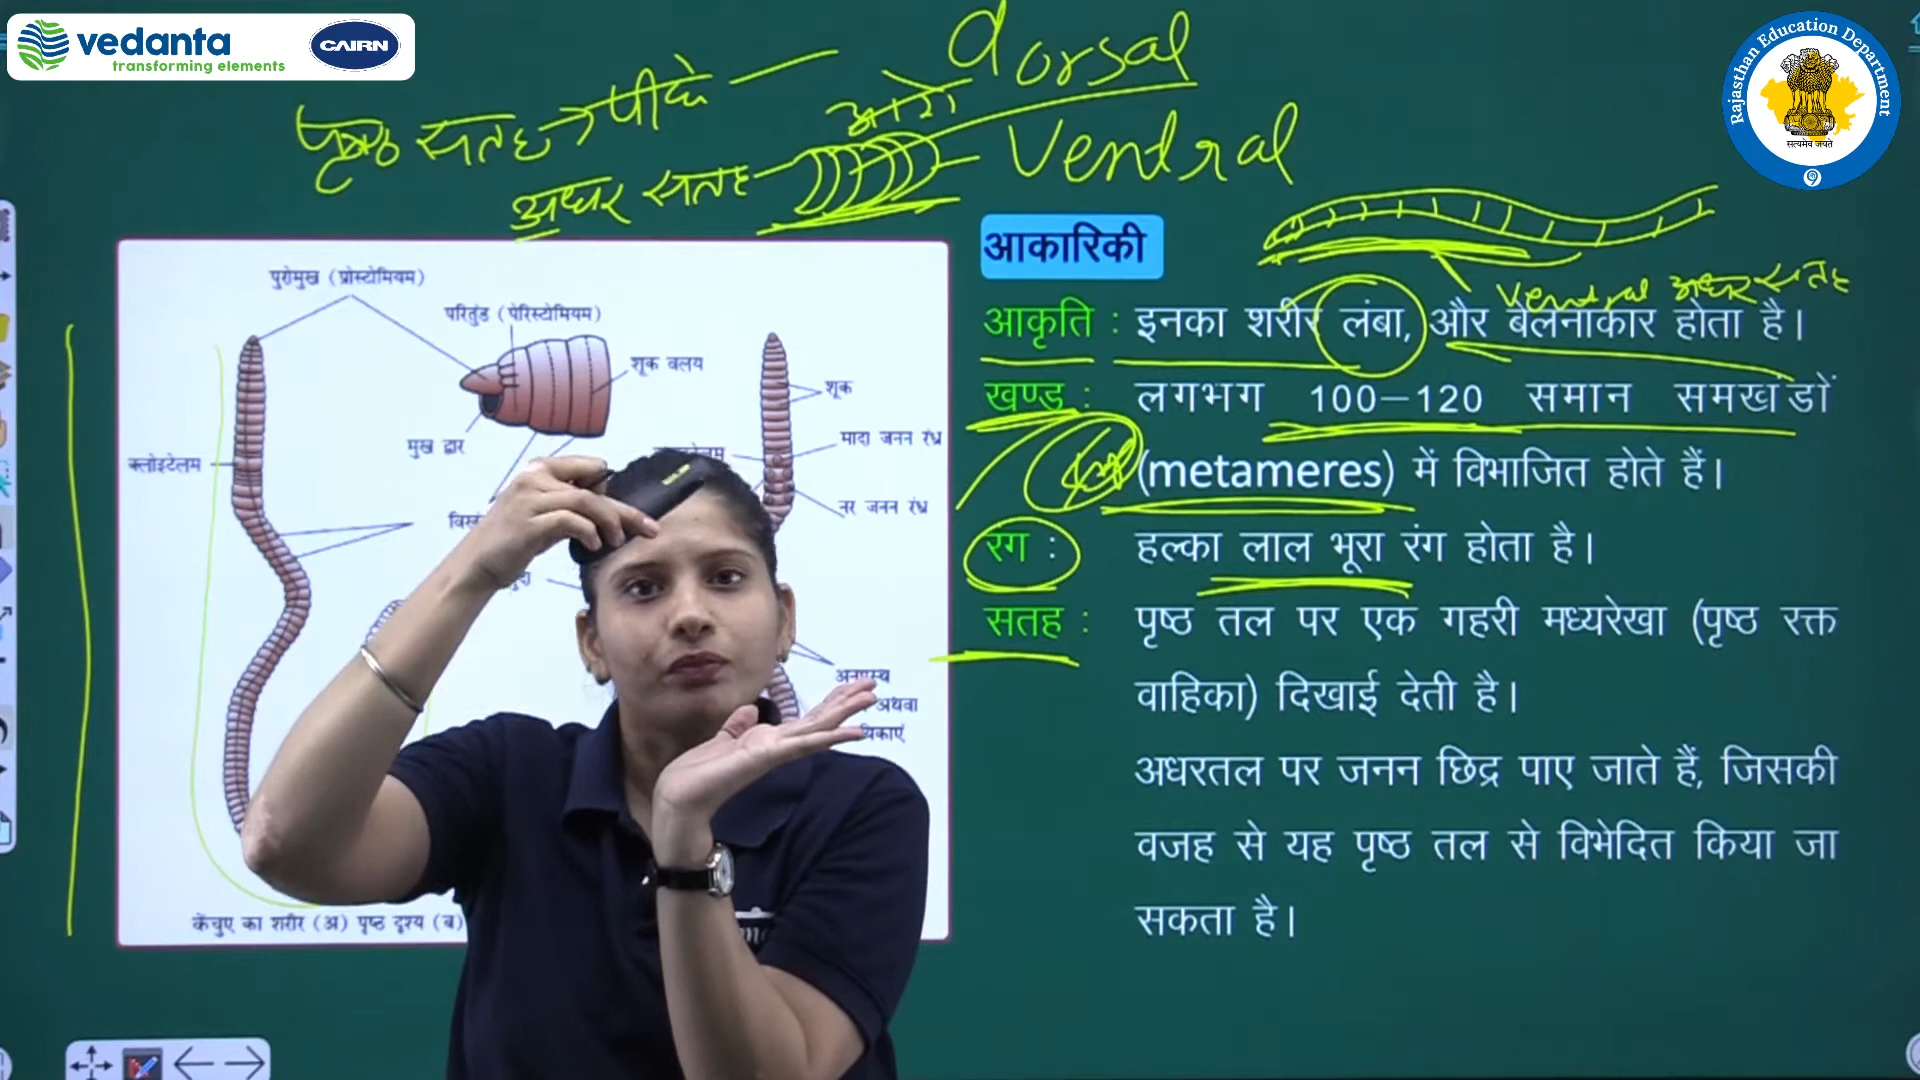 vedanta
transforming elements
CAIRN
Rajasthan Education Department
सत्यमेव जयते
dorsal
पृष्ठ सतह → पीछे —
आगे
अधर सतह — Ventral
आकारिकी
Ventral अधर सतह
आकृति : इनका शरीर लंबा, और बेलनाकार होता है।
खण्ड : लगभग 100–120 समान समखंडों
(metameres) में विभाजित होते हैं।
रंग : हल्का लाल भूरा रंग होता है।
सतह : पृष्ठ तल पर एक गहरी मध्यरेखा (पृष्ठ रक्त
वाहिका) दिखाई देती है।
अधरतल पर जनन छिद्र पाए जाते हैं, जिसकी
वजह से यह पृष्ठ तल से विभेदित किया जा
सकता है।
पुरोमुख (प्रोस्टोमियम)
परितुंड (पेरिस्टोमियम)
शूक वलय
शूक
मुख द्वार
मादा जनन रंध्र
क्लाइटेलम
नर जनन रंध्र
अथवा
केंचुए का शरीर (अ) पृष्ठ दृश्य (ब)